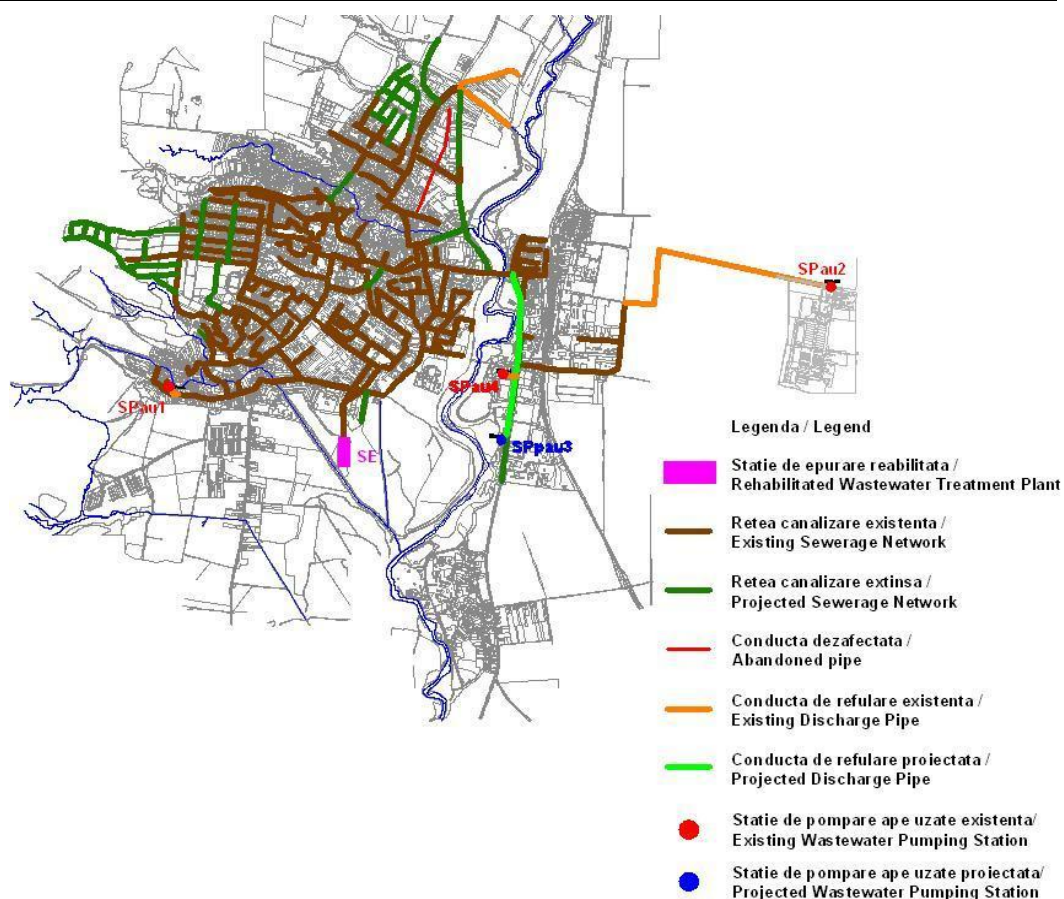 SPau2
SPau4
SPau1
SPpau3
SE
Legenda / Legend
Statie de epurare reabilitata /
Rehabilitated Wastewater Treatment Plant
Retea canalizare existenta /
Existing Sewerage Network
Retea canalizare extinsa /
Projected Sewerage Network
Conducta dezafectata /
Abandoned pipe
Conducta de refulare existenta /
Existing Discharge Pipe
Conducta de refulare proiectata /
Projected Discharge Pipe
Statie de pompare ape uzate existenta/
Existing Wastewater Pumping Station
Statie de pompare ape uzate proiectata/
Projected Wastewater Pumping Station